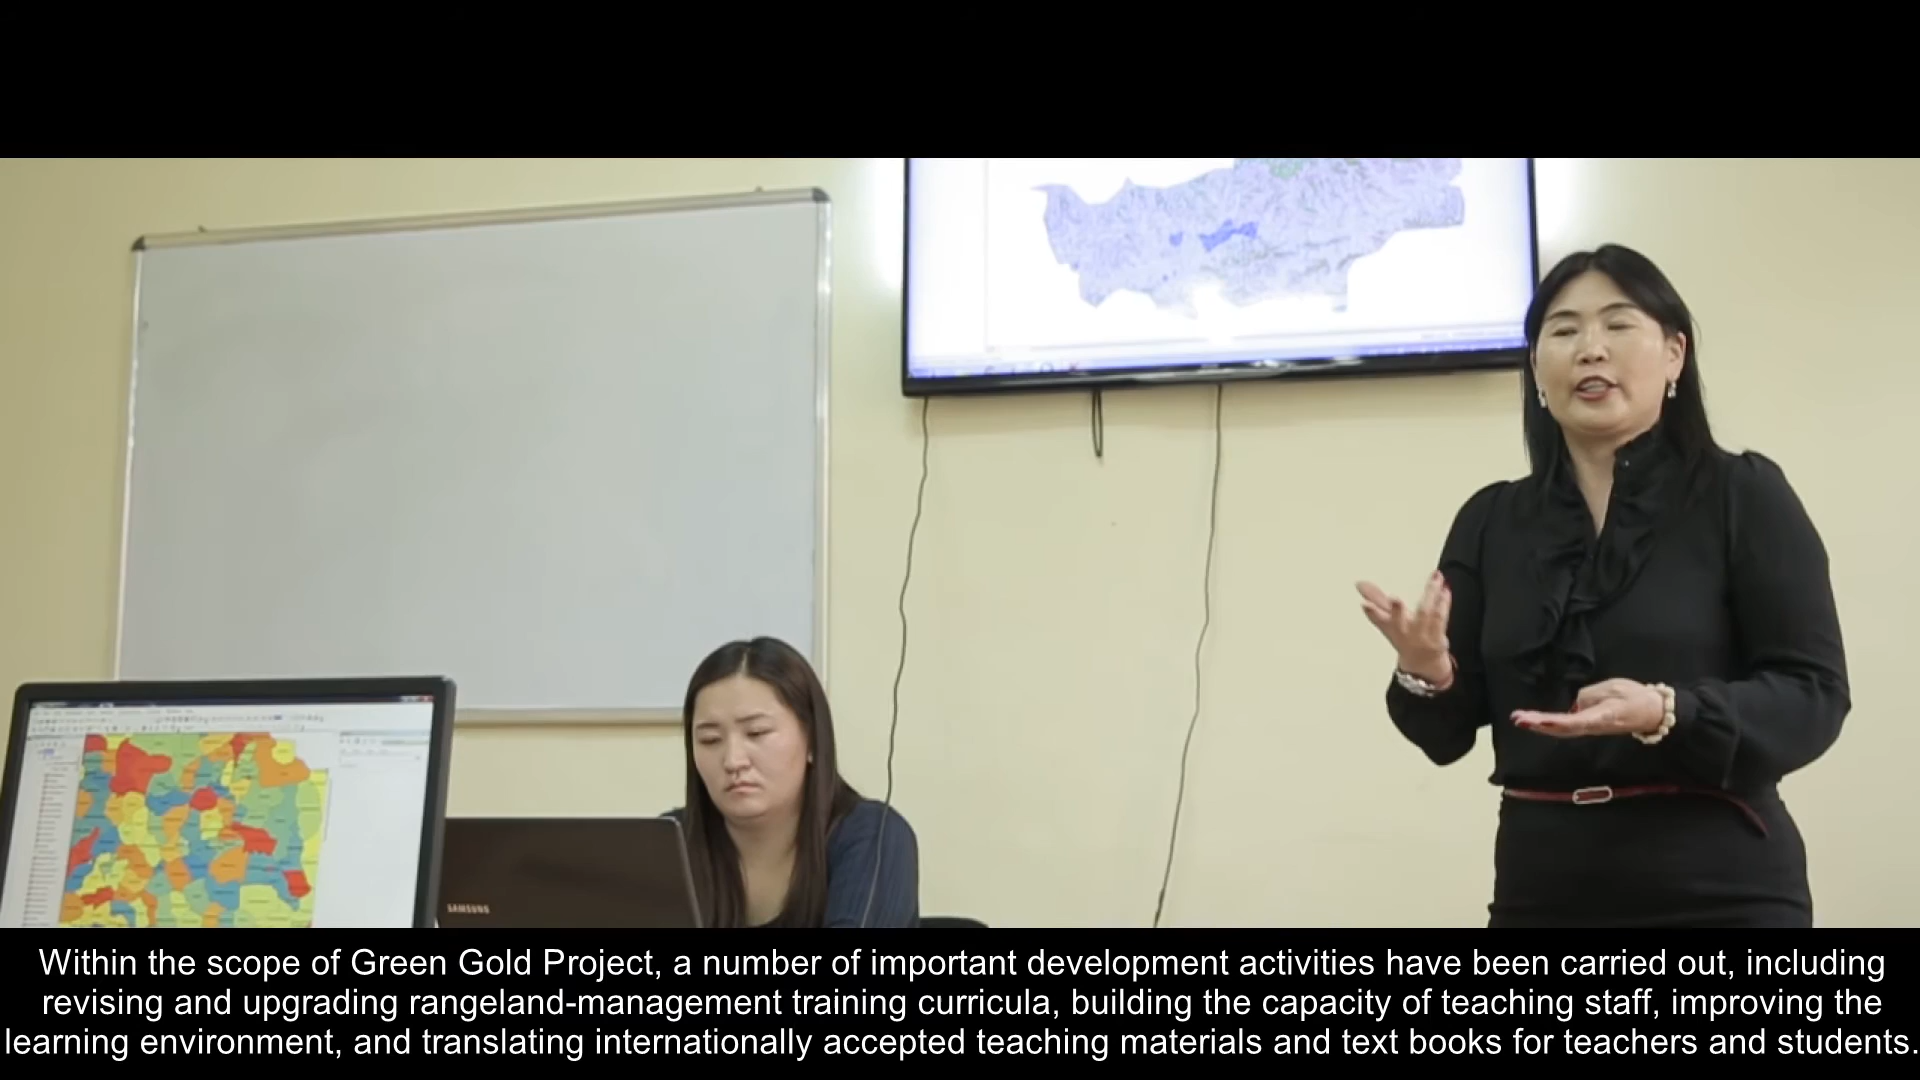 SAMSUNG
Within the scope of Green Gold Project, a number of important development activities have been carried out, including
revising and upgrading rangeland-management training curricula, building the capacity of teaching staff, improving the
learning environment, and translating internationally accepted teaching materials and text books for teachers and students.